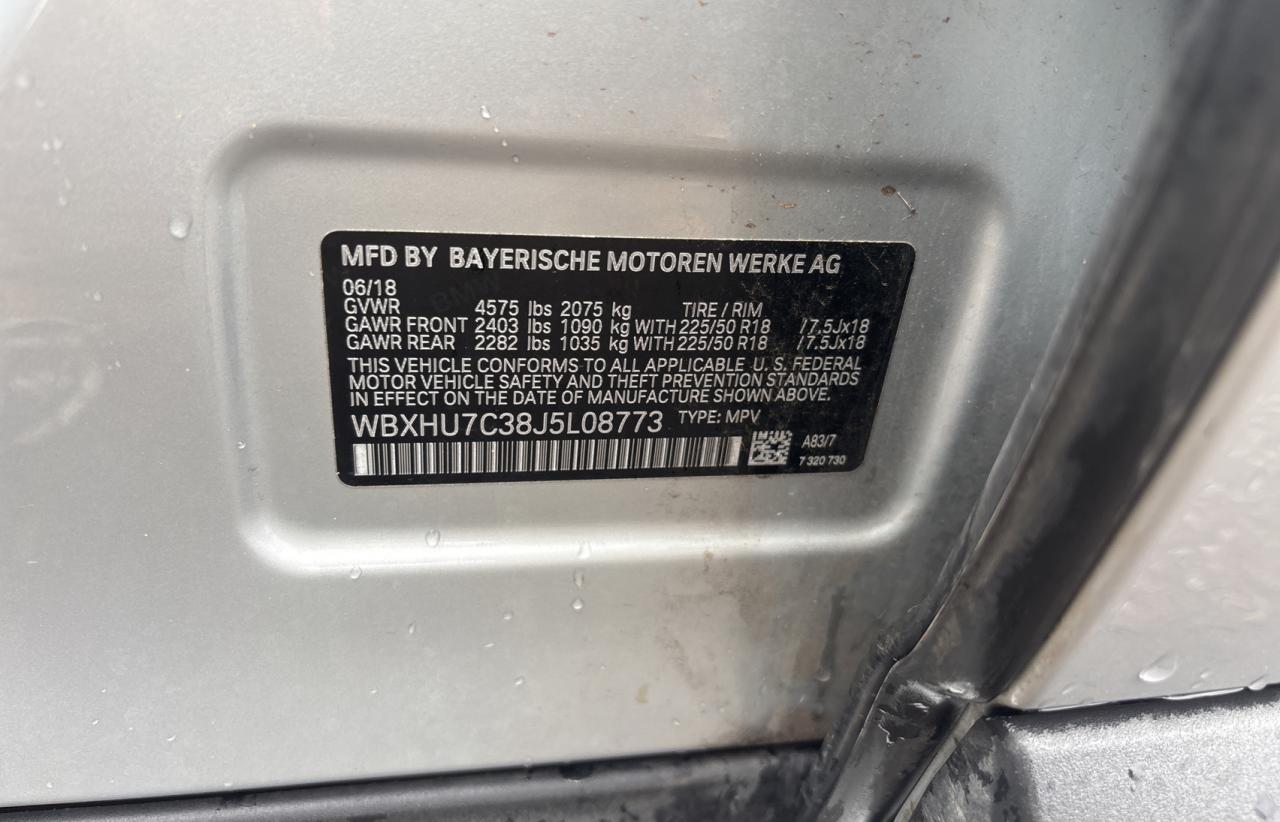 MFD BY BAYERISCHE MOTOREN WERKE AG
06/18
GVWR 4575 lbs 2075 kg TIRE / RIM
GAWR FRONT 2403 lbs 1090 kg WITH 225/50 R18 / 7.5Jx18
GAWR REAR 2282 lbs 1035 kg WITH 225/50 R18 / 7.5Jx18
THIS VEHICLE CONFORMS TO ALL APPLICABLE U. S. FEDERAL
MOTOR VEHICLE SAFETY AND THEFT PREVENTION STANDARDS
IN EFFECT ON THE DATE OF MANUFACTURE SHOWN ABOVE.
WBXHU7C38J5L08773 TYPE: MPV
A83/7
7 320 730
BMW